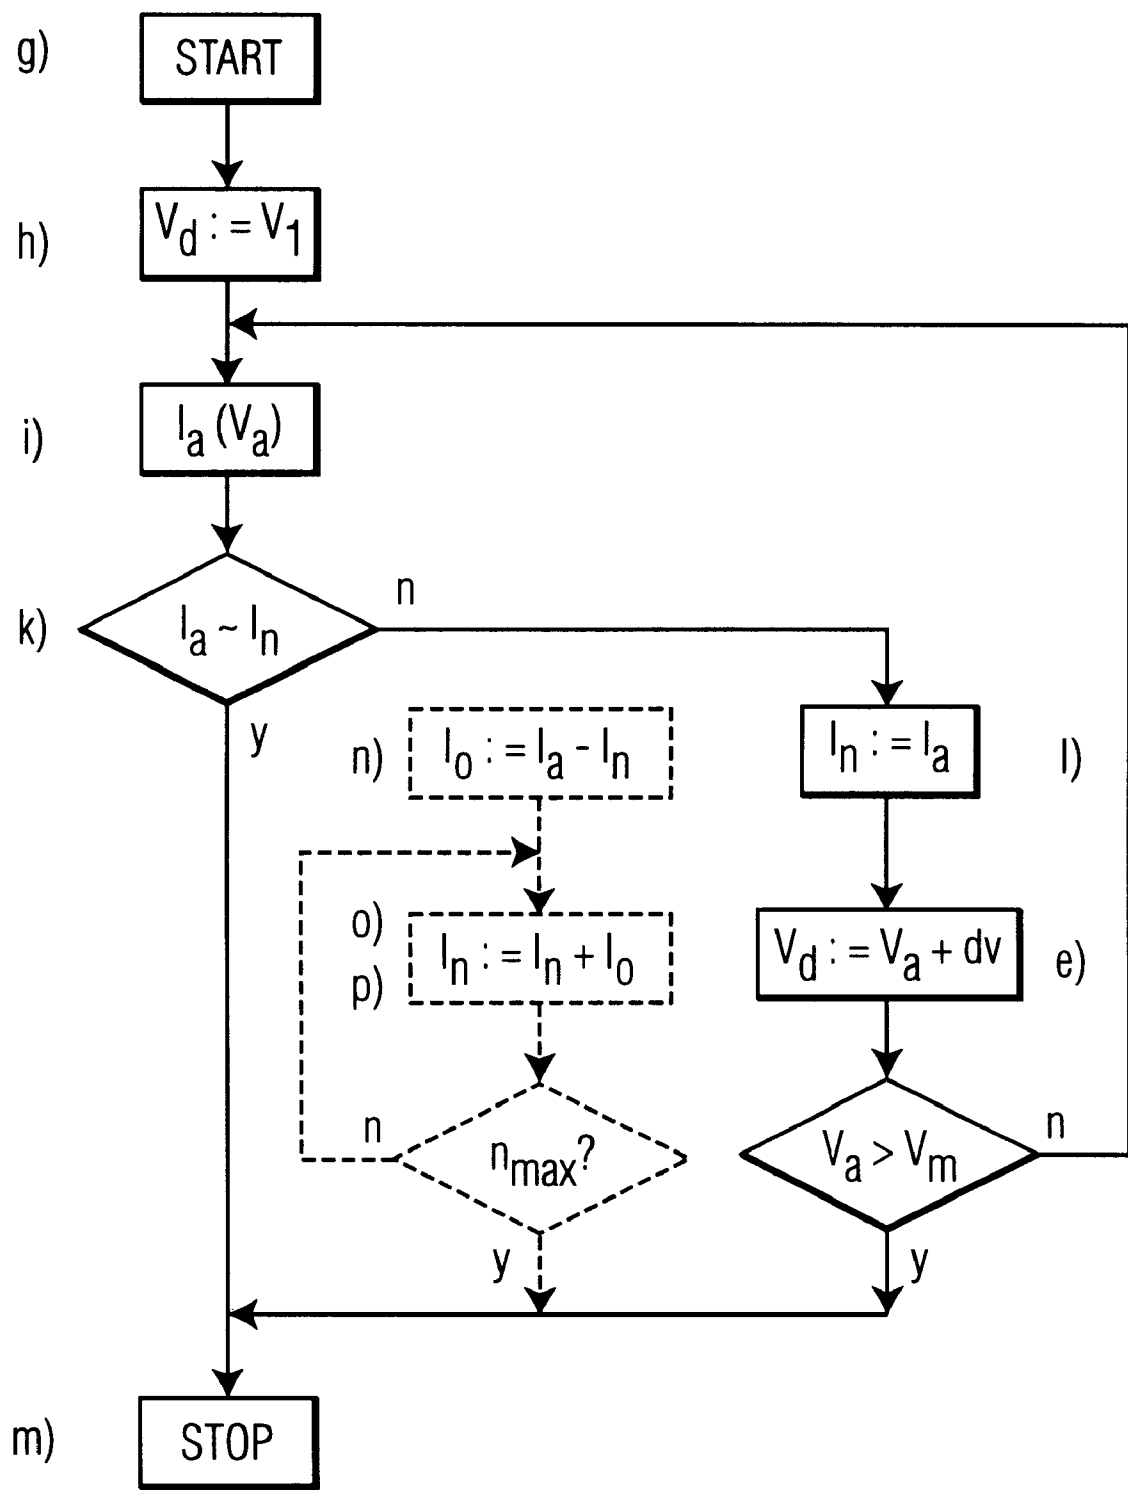 g)
START
h)
Vd : = V1
i)
Ia (Va)
k)
Ia ~ In
n
y
n)
Io : = Ia - In
In : = Ia
l)
o)
p)
In : = In + Io
Vd : = Va + dv
e)
n
nmax?
y
Va > Vm
n
y
m)
STOP